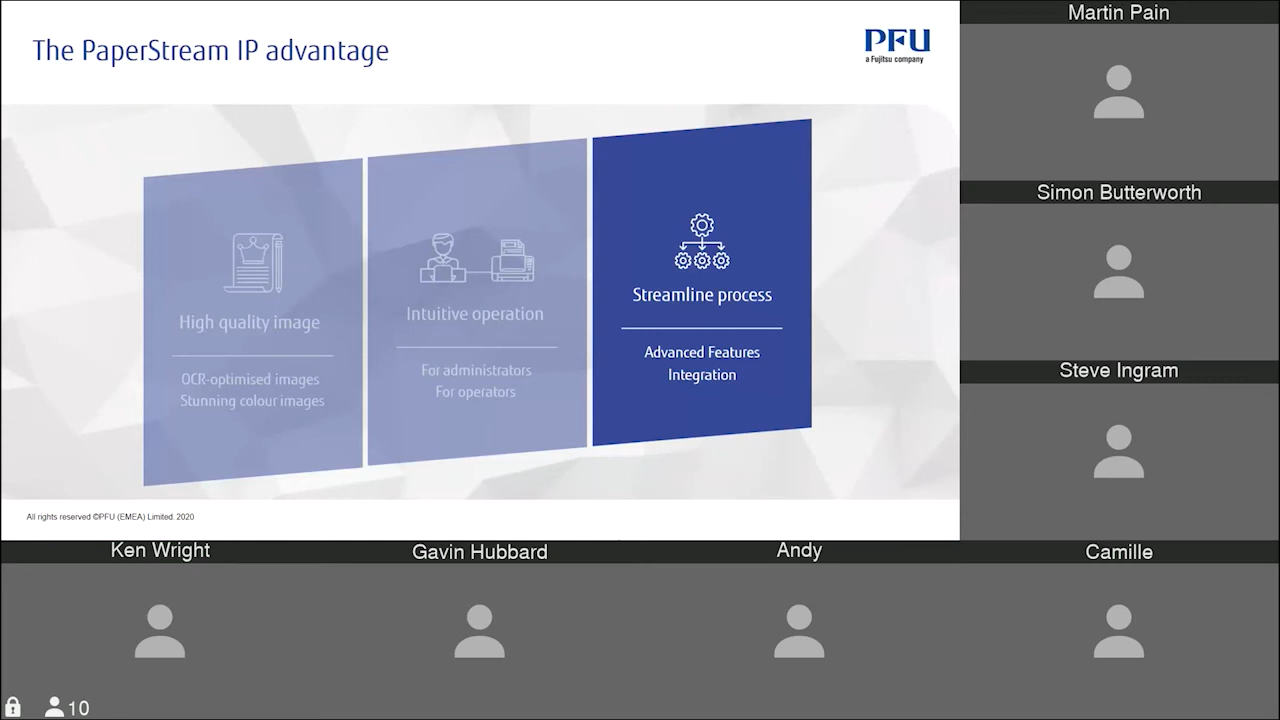 The PaperStream IP advantage
PFU
a Fujitsu company
High quality image
OCR-optimised images
Stunning colour images
Intuitive operation
For administrators
For operators
Streamline process
Advanced Features
Integration
All rights reserved ©PFU (EMEA) Limited. 2020
Martin Pain
Simon Butterworth
Steve Ingram
Ken Wright
Gavin Hubbard
Andy
Camille
10